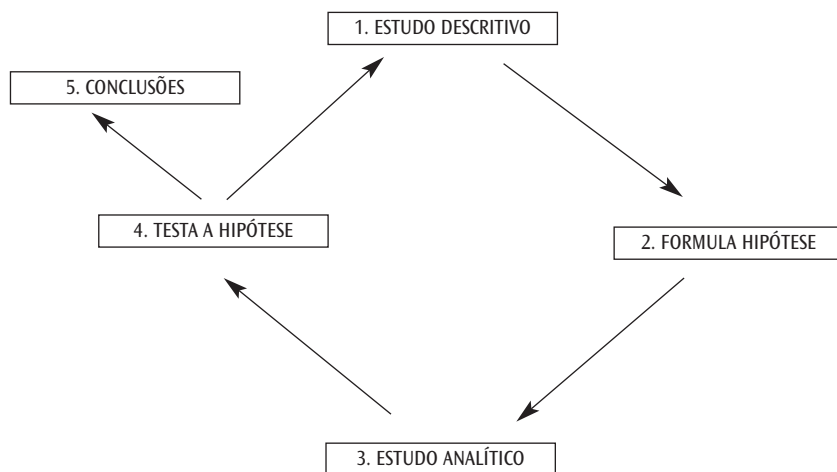 1. ESTUDO DESCRITIVO
5. CONCLUSÕES
4. TESTA A HIPÓTESE
2. FORMULA HIPÓTESE
3. ESTUDO ANALÍTICO